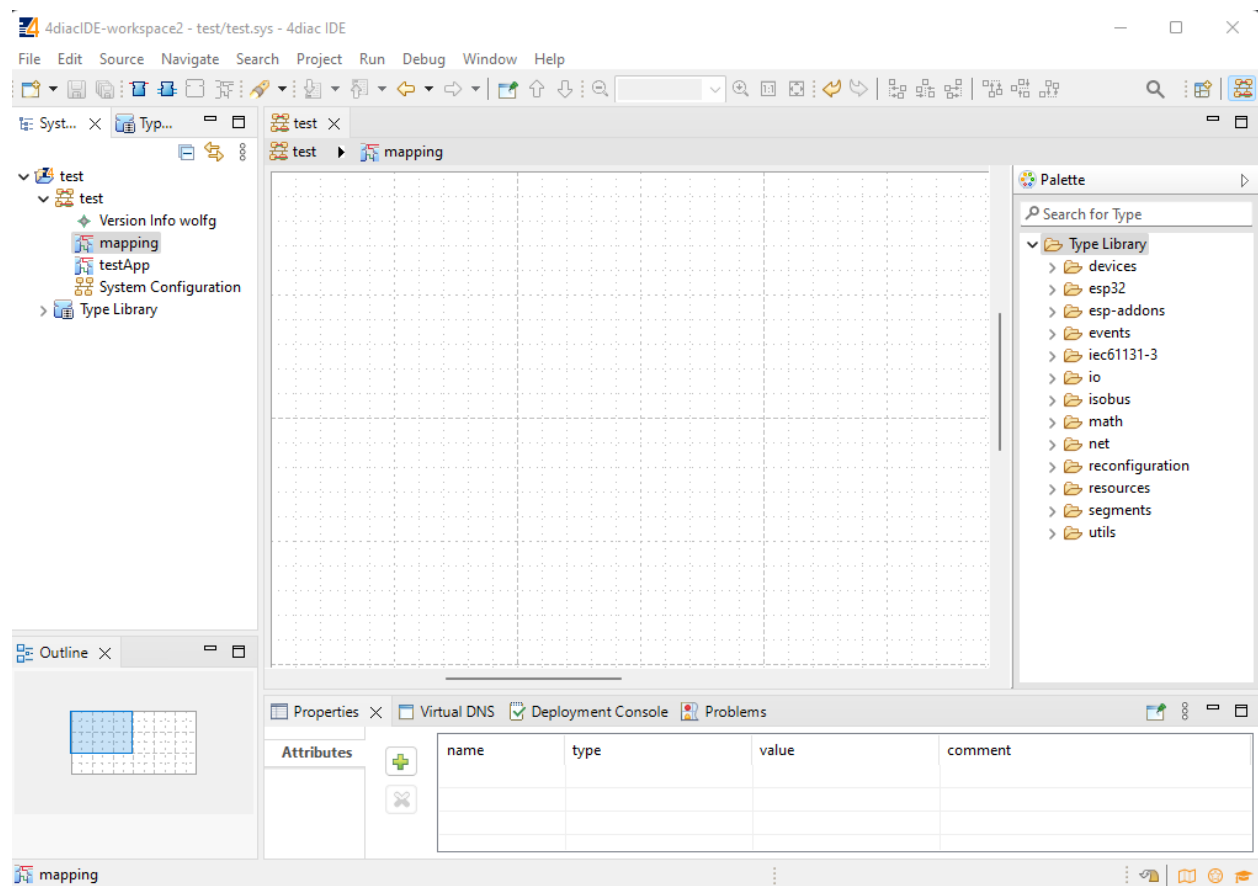 4diacIDE-workspace2 - test/test.sys - 4diac IDE
File Edit Source Navigate Search Project Run Debug Window Help
Syst... Typ...
test
test
Version Info wolfg
mapping
testApp
System Configuration
Type Library
test
test mapping
Palette
Search for Type
Type Library
devices
esp32
esp-addons
events
iec61131-3
io
isobus
math
net
reconfiguration
resources
segments
utils
Outline
Properties Virtual DNS Deployment Console Problems
Attributes
name type value comment
mapping